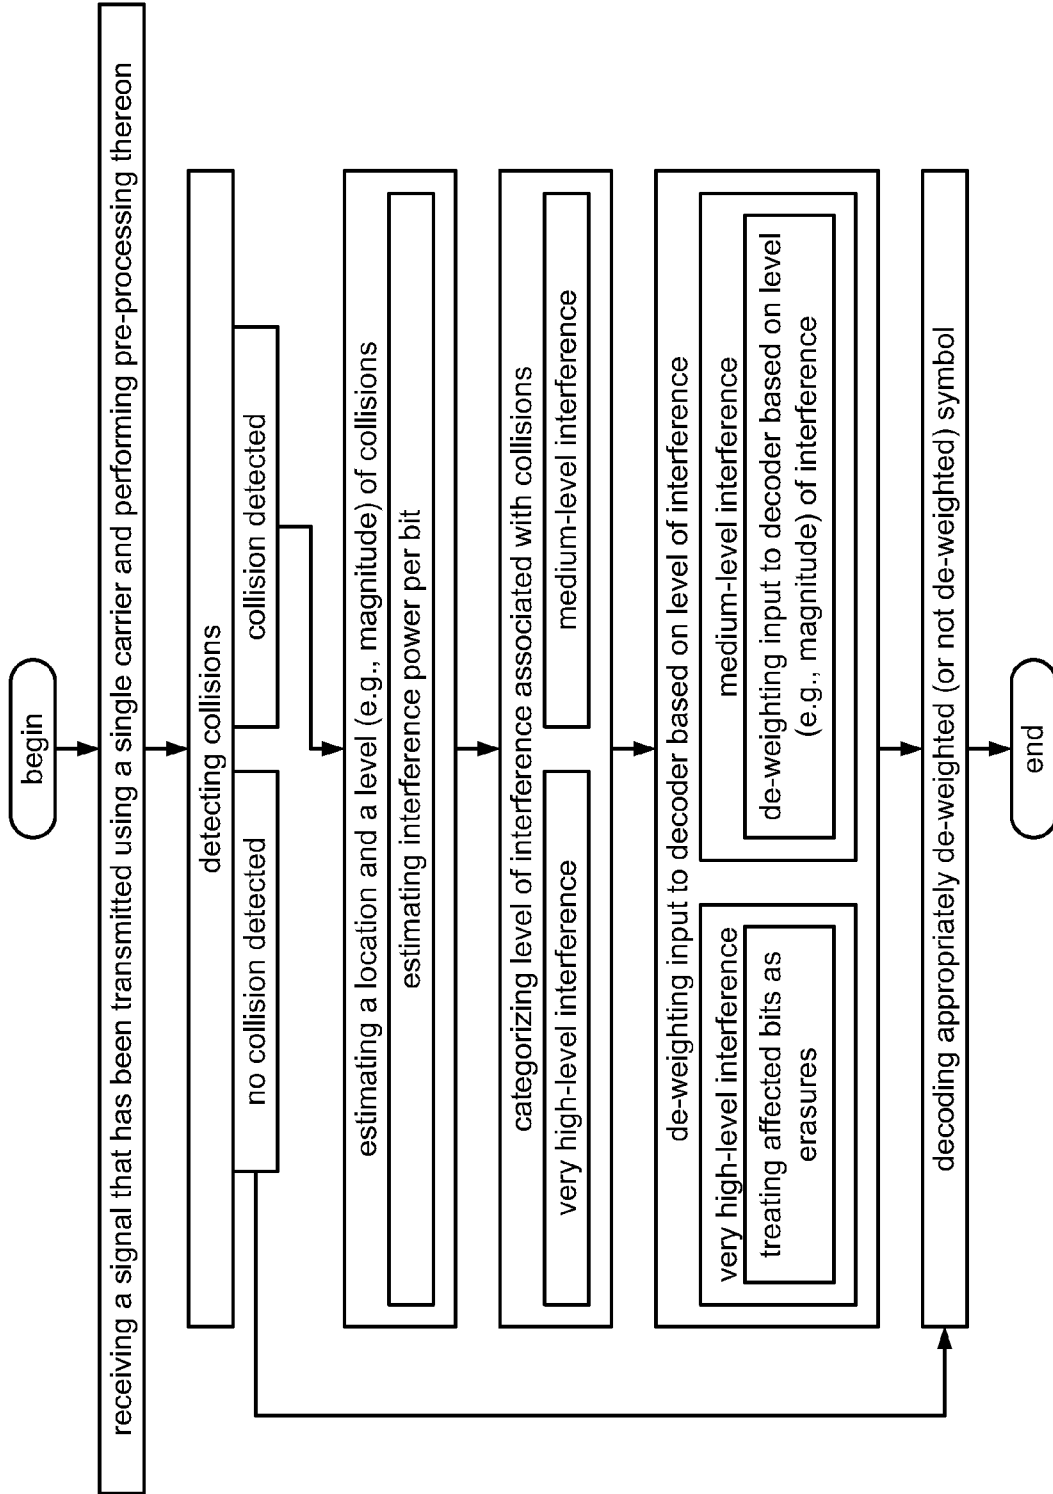 begin
receiving a signal that has been transmitted using a single carrier and performing pre-processing thereon
detecting collisions
no collision detected
collision detected
estimating a location and a level (e.g., magnitude) of collisions
estimating interference power per bit
categorizing level of interference associated with collisions
very high-level interference
medium-level interference
de-weighting input to decoder based on level of interference
very high-level interference
treating affected bits as
erasures
medium-level interference
de-weighting input to decoder based on level
(e.g., magnitude) of interference
decoding appropriately de-weighted (or not de-weighted) symbol
end